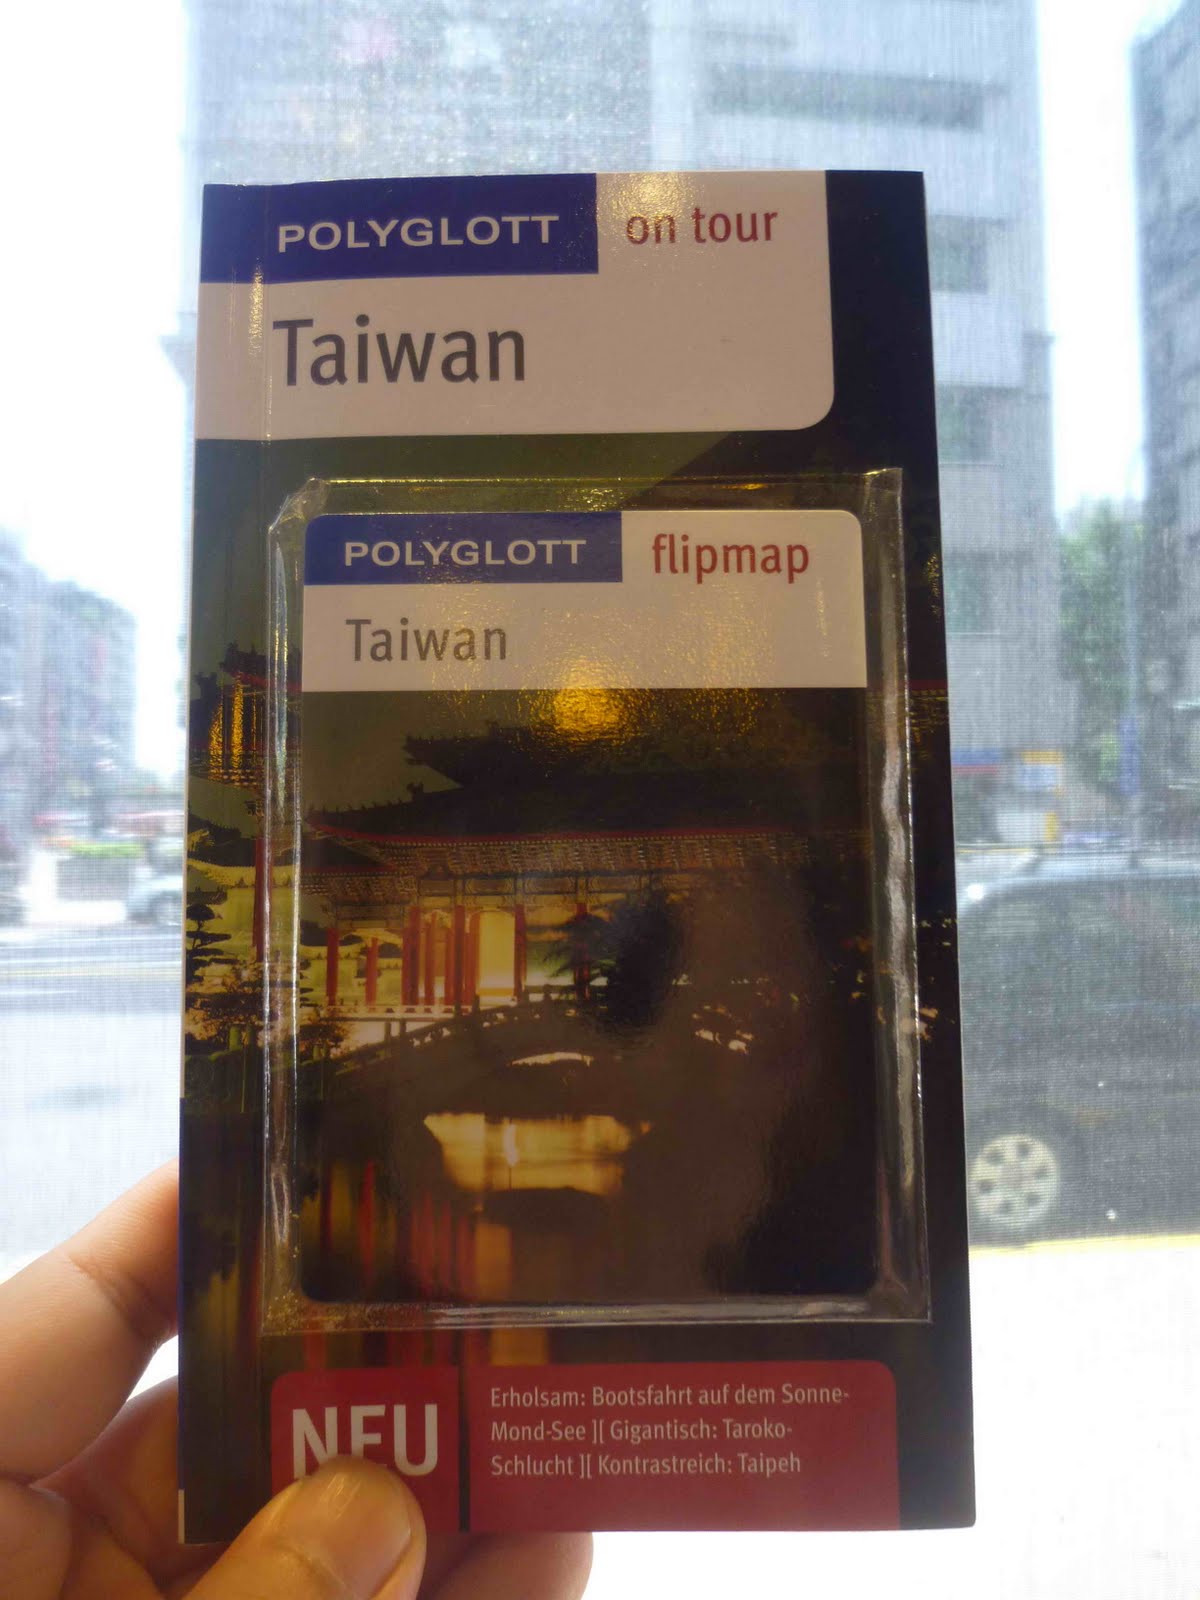 POLYGLOTT on tour
Taiwan
POLYGLOTT flipmap
Taiwan
NEU
Erholsam: Bootsfahrt auf dem Sonne-
Mond-See ][ Gigantisch: Taroko-
Schlucht ][ Kontrastreich: Taipeh